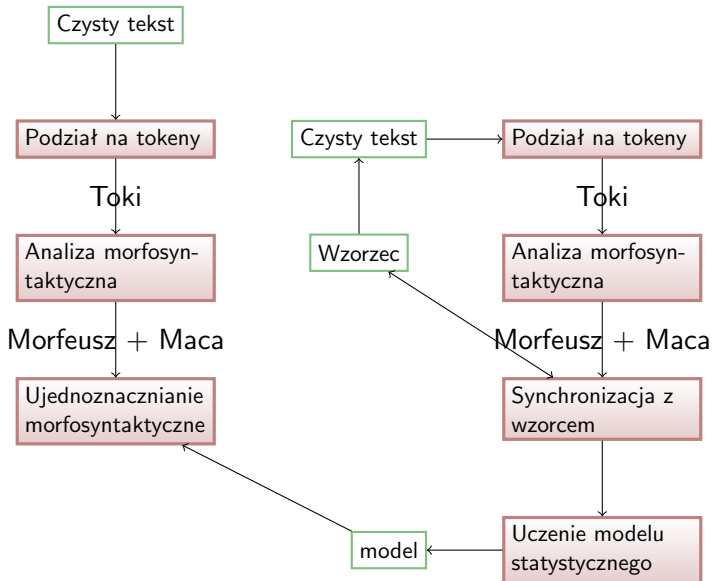 Czysty tekst
Podział na tokeny
Toki
Analiza morfosyn-
taktyczna
Morfeusz + Maca
Ujednoznacznianie
morfosyntaktyczne
Czysty tekst
Podział na tokeny
Toki
Wzorzec
Analiza morfosyn-
taktyczna
Morfeusz + Maca
Synchronizacja z
wzorcem
Uczenie modelu
statystycznego
model